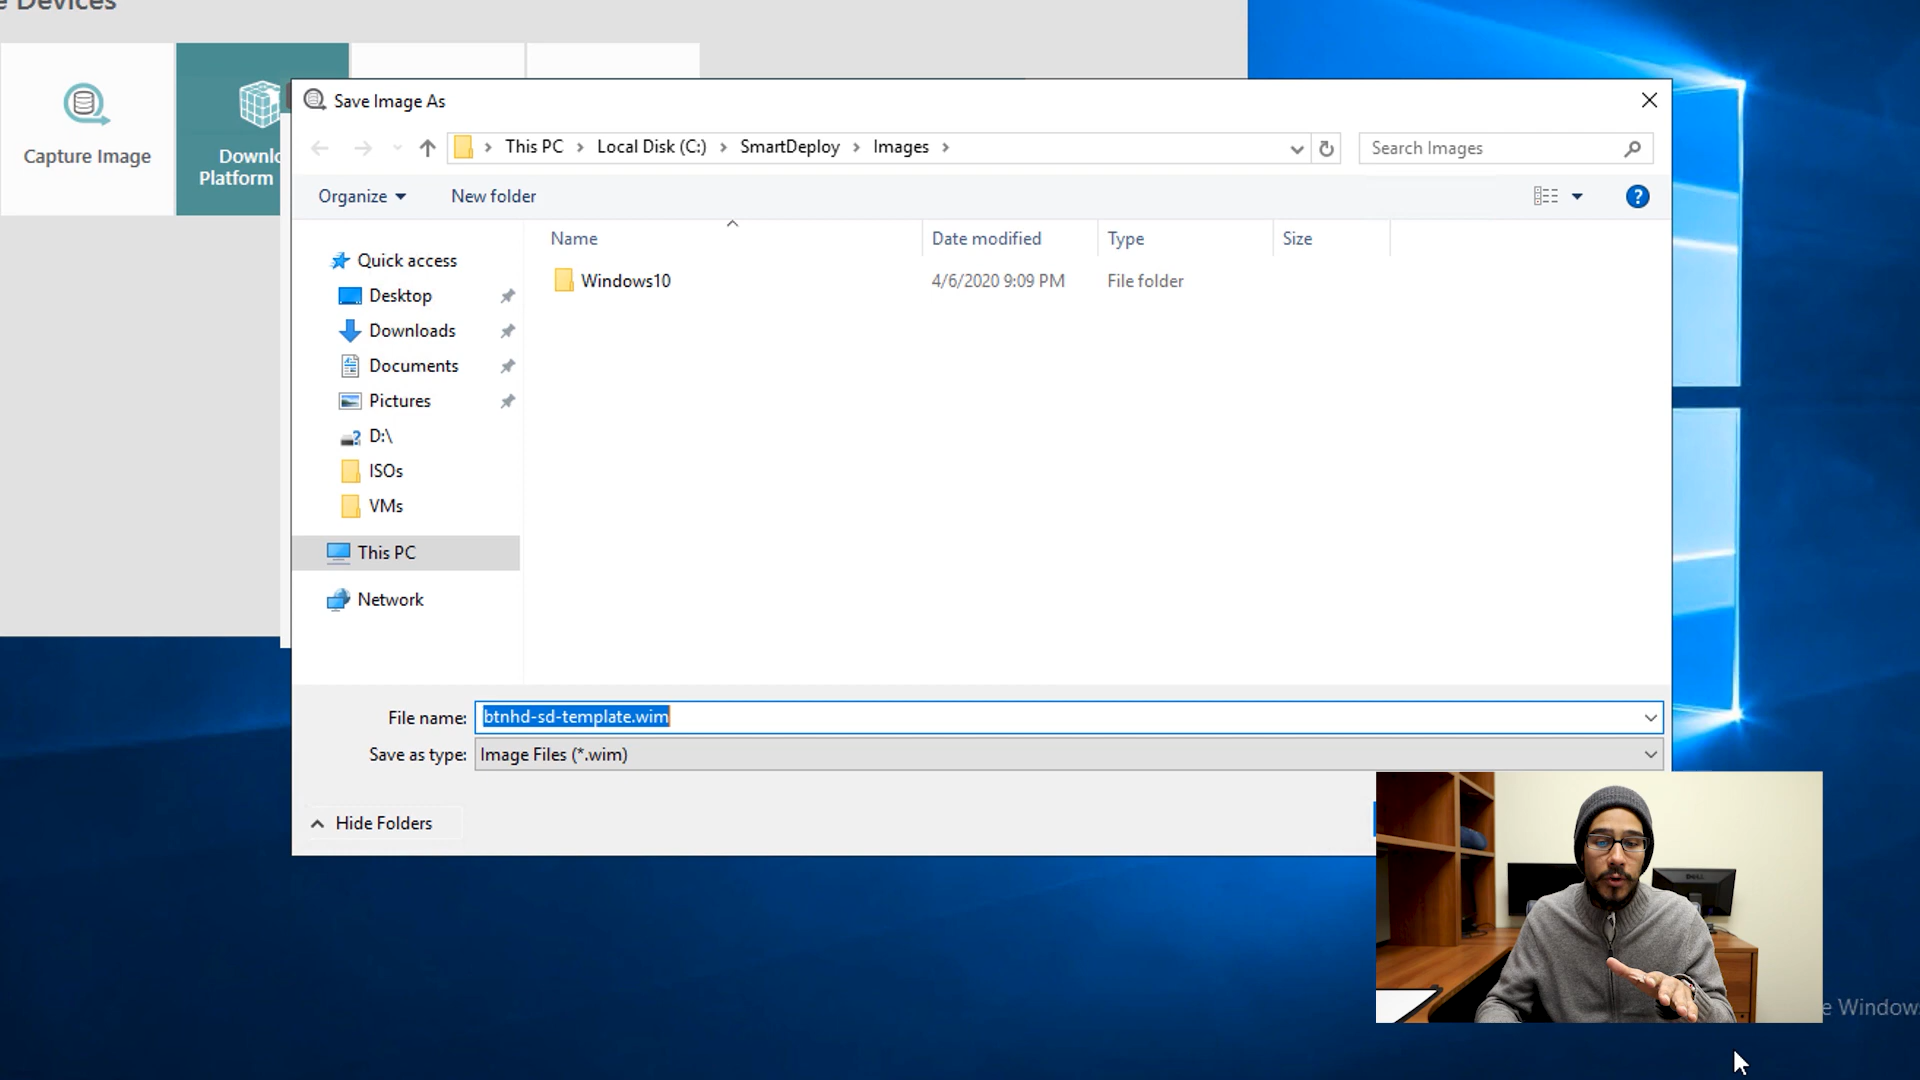 e Devices
Capture Image
Downlo
Platform
Save Image As
This PC
Local Disk (C:)
SmartDeploy
Images
Search Images
Organize
New folder
?
Name
Date modified
Type
Size
Windows10
4/6/2020 9:09 PM
File folder
Quick access
Desktop
Downloads
Documents
Pictures
D:\
ISOs
VMs
This PC
Network
File name:
btnhd-sd-template.wim
Save as type:
Image Files (*.wim)
Hide Folders
DELL
e Window